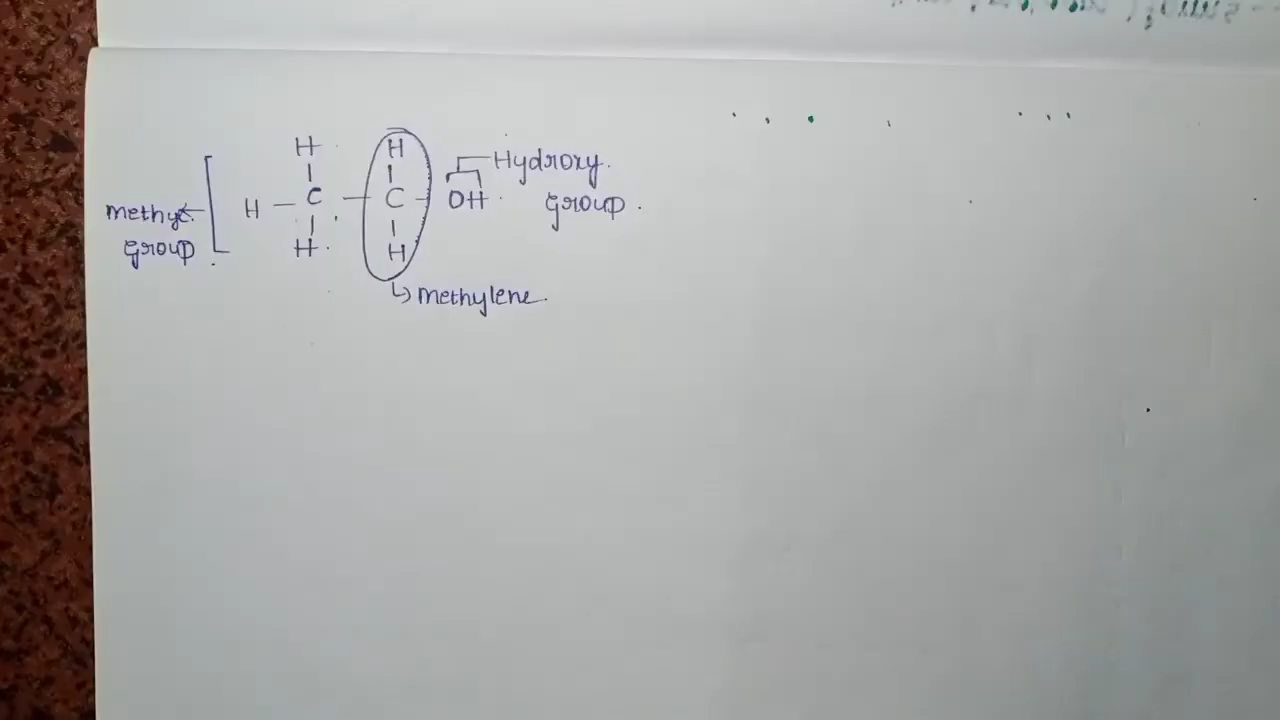 H H
Hydroxy.
H - C - C - OH group.
Methyl group
H H
↳ Methylene.